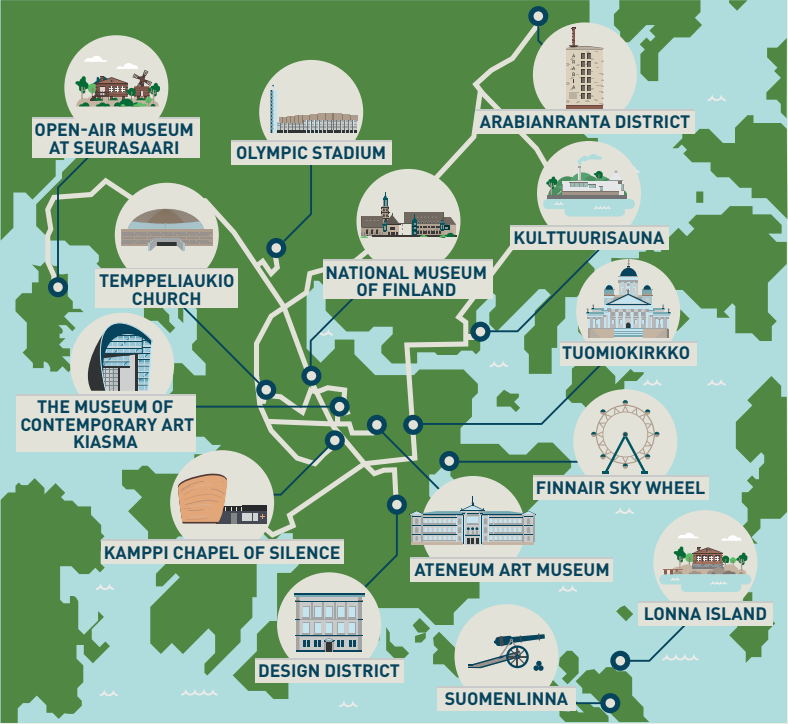 OPEN-AIR MUSEUM
AT SEURASAARI
OLYMPIC STADIUM
ARABIANRANTA DISTRICT
ARABIA
TEMPPELIAUKIO
CHURCH
NATIONAL MUSEUM
OF FINLAND
KULTTUURISAUNA
TUOMIOKIRKKO
THE MUSEUM OF
CONTEMPORARY ART
KIASMA
FINNAIR SKY WHEEL
KAMPPI CHAPEL OF SILENCE
ATENEUM ART MUSEUM
LONNA ISLAND
DESIGN DISTRICT
SUOMENLINNA